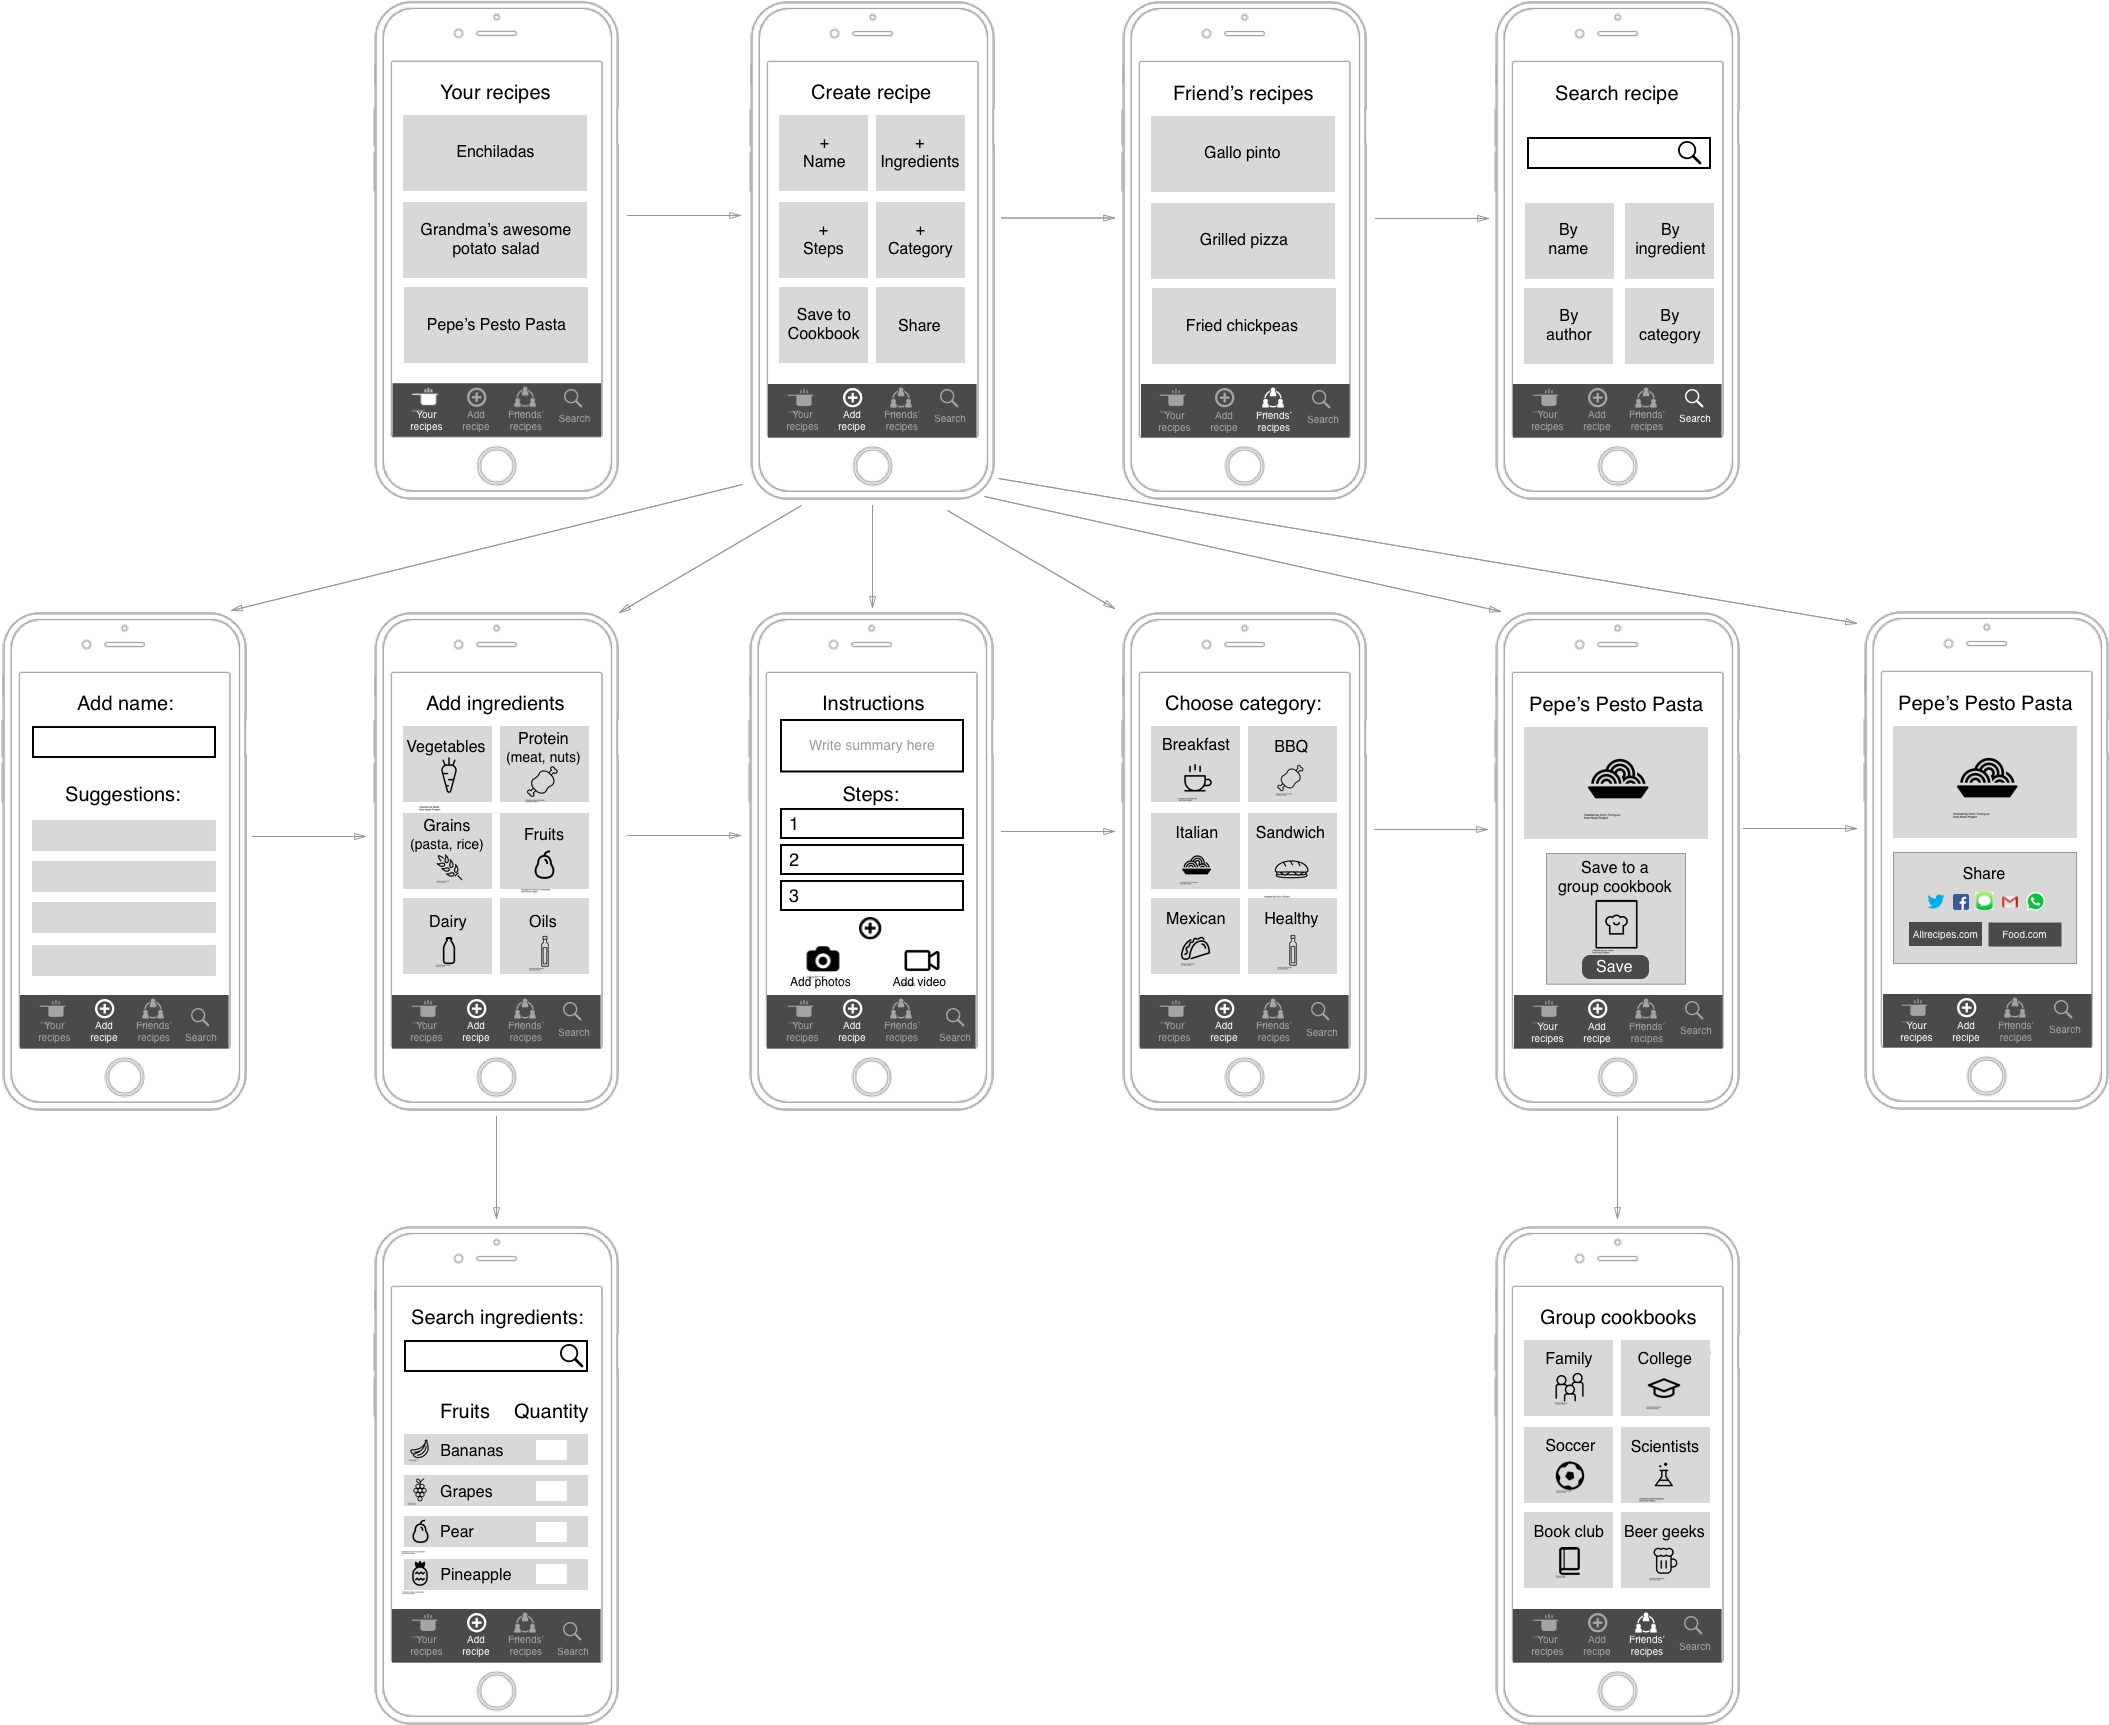 Your recipes
Enchiladas
Grandma's awesome
potato salad
Pepe's Pesto Pasta
Your
recipes
Add
recipe
Friends'
recipes
Search
Create recipe
+
Name
+
Ingredients
+
Steps
+
Category
Save to
Cookbook
Share
Your
recipes
Add
recipe
Friends'
recipes
Search
Friend's recipes
Gallo pinto
Grilled pizza
Fried chickpeas
Your
recipes
Add
recipe
Friends'
recipes
Search
Search recipe
By
name
By
ingredient
By
author
By
category
Your
recipes
Add
recipe
Friends'
recipes
Search
Add name:
Suggestions:
Your
recipes
Add
recipe
Friends'
recipes
Search
Add ingredients
Vegetables
Protein
(meat, nuts)
Grains
(pasta, rice)
Fruits
Dairy
Oils
Your
recipes
Add
recipe
Friends'
recipes
Search
Instructions
Write summary here
Steps:
1
2
3
Add photos
Add video
Your
recipes
Add
recipe
Friends'
recipes
Search
Choose category:
Breakfast
BBQ
Italian
Sandwich
Mexican
Healthy
Your
recipes
Add
recipe
Friends'
recipes
Search
Pepe's Pesto Pasta
Save to a
group cookbook
Save
Your
recipes
Add
recipe
Friends'
recipes
Search
Pepe's Pesto Pasta
Share
Allrecipes.com
Food.com
Your
recipes
Add
recipe
Friends'
recipes
Search
Search ingredients:
Fruits Quantity
Bananas
Grapes
Pear
Pineapple
Your
recipes
Add
recipe
Friends'
recipes
Search
Group cookbooks
Family
College
Soccer
Scientists
Book club
Beer geeks
Your
recipes
Add
recipe
Friends'
recipes
Search